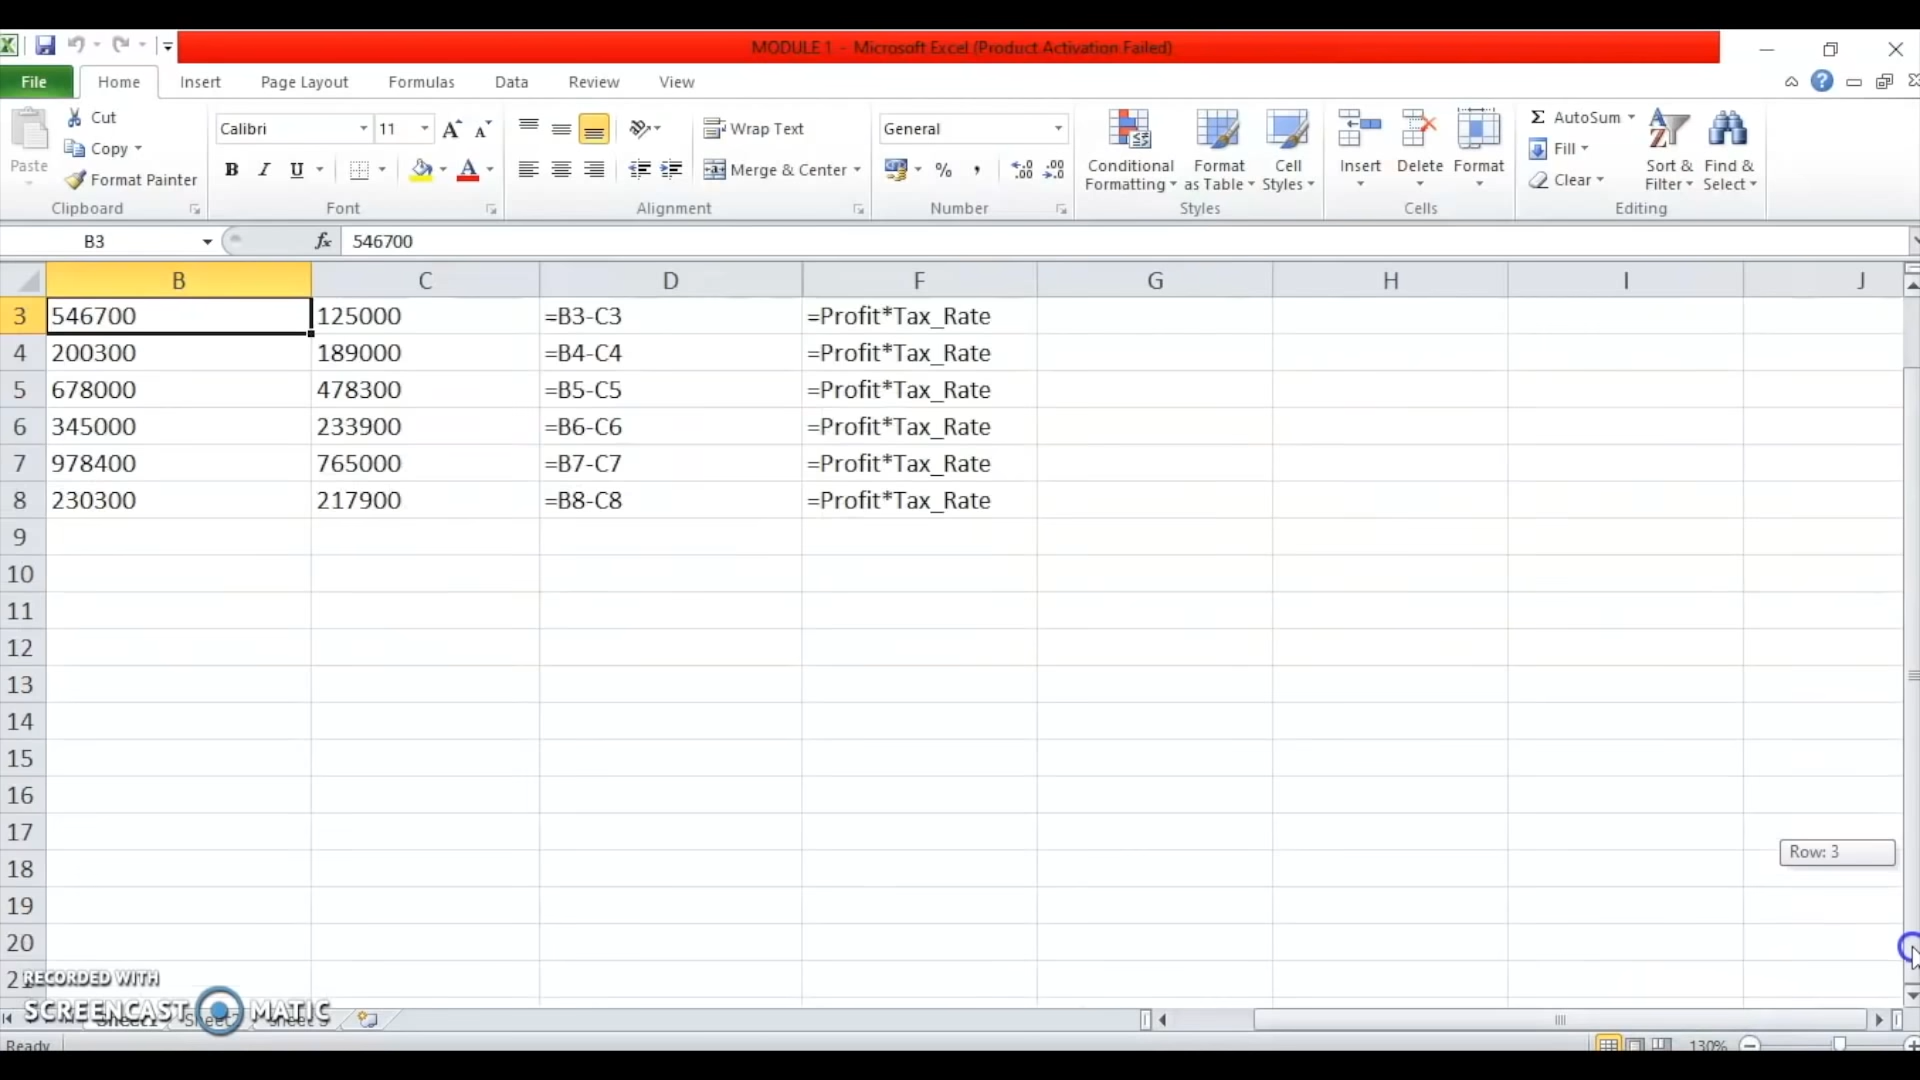 MODULE 1 - Microsoft Excel (Product Activation Failed)
File Home Insert Page Layout Formulas Data Review View
Paste
Cut
Copy
Format Painter
Clipboard
Calibri 11
B I U
Font
Wrap Text
Merge & Center
Alignment
General
% , .00
Number
Conditional Formatting
Format as Table
Cell Styles
Styles
Insert Delete Format
Cells
Σ AutoSum
Fill
Clear
Sort & Filter
Find & Select
Editing
B3 fx 546700
B C D F G H I J
3 546700 125000 =B3-C3 =Profit*Tax_Rate
4 200300 189000 =B4-C4 =Profit*Tax_Rate
5 678000 478300 =B5-C5 =Profit*Tax_Rate
6 345000 233900 =B6-C6 =Profit*Tax_Rate
7 978400 765000 =B7-C7 =Profit*Tax_Rate
8 230300 217900 =B8-C8 =Profit*Tax_Rate
9
10
11
12
13
14
15
16
17
18
Row: 3
19
20
21
RECORDED WITH
SCREENCAST MATIC
Ready 130%